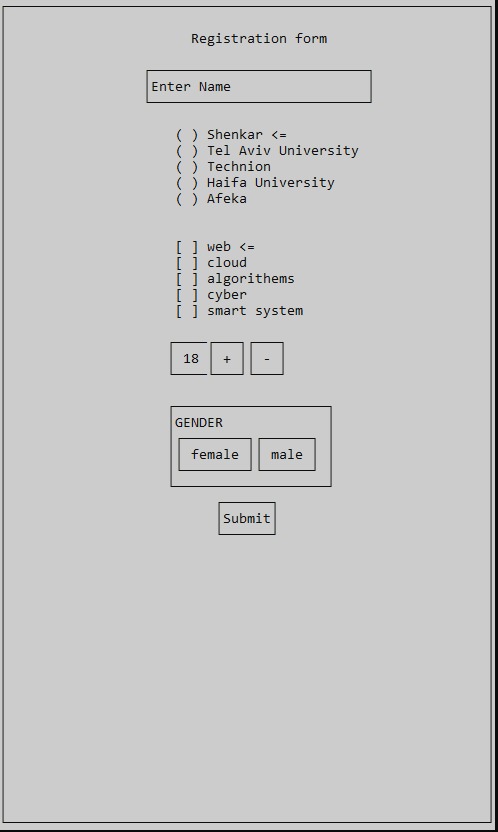 Registration form
Enter Name
( ) Shenkar <=
( ) Tel Aviv University
( ) Technion
( ) Haifa University
( ) Afeka
[ ] web <=
[ ] cloud
[ ] algorithems
[ ] cyber
[ ] smart system
18 + -
GENDER
female male
Submit